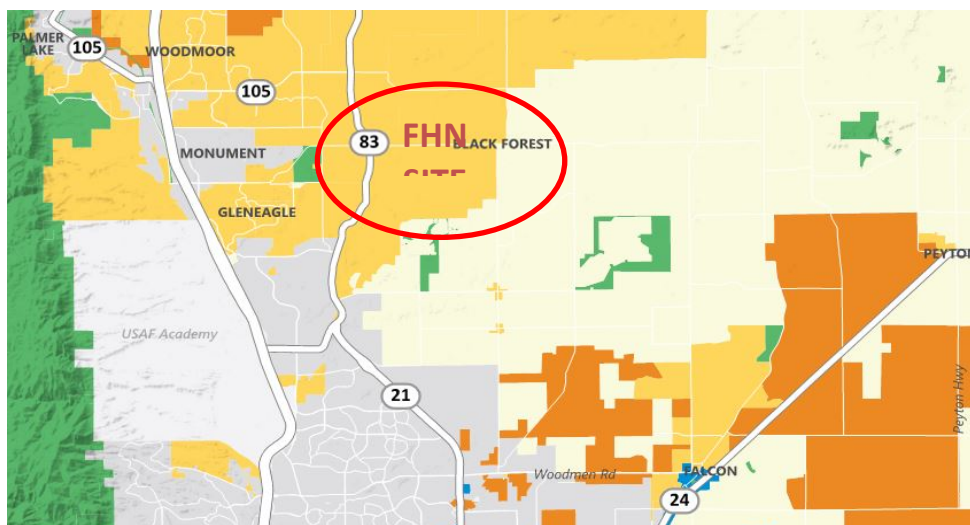 PALMER
LAKE
105
WOODMOOR
105
83
FHN
SITE
BLACK FOREST
MONUMENT
GLENEAGLE
PEYTON
USAF Academy
21
Peyton Hwy
Woodmen Rd
FALCON
24